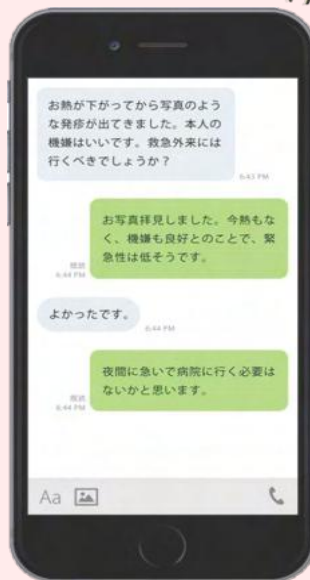 お熱が下がってから写真のよう
な発疹が出てきました。本人の
機嫌はいいです。救急外来には
行くべきでしょうか？
6:43 PM
お写真拝見しました。今熱もな
く、機嫌も良好とのことで、緊
急性は低そうです。
既読
6:44 PM
よかったです。
6:44 PM
夜間に急いで病院に行く必要は
ないかと思います。
既読
6:44 PM
Aa